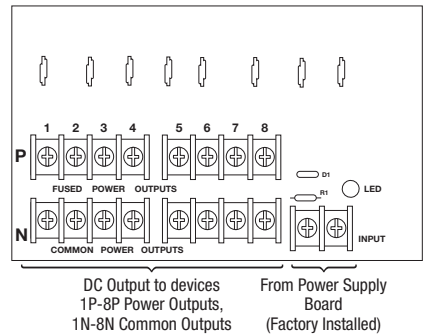 1 2 3 4 5 6 7 8
P
FUSED POWER OUTPUTS
D1
R1
LED
N
COMMON POWER OUTPUTS
INPUT
DC Output to devices
1P-8P Power Outputs,
1N-8N Common Outputs
From Power Supply
Board
(Factory Installed)